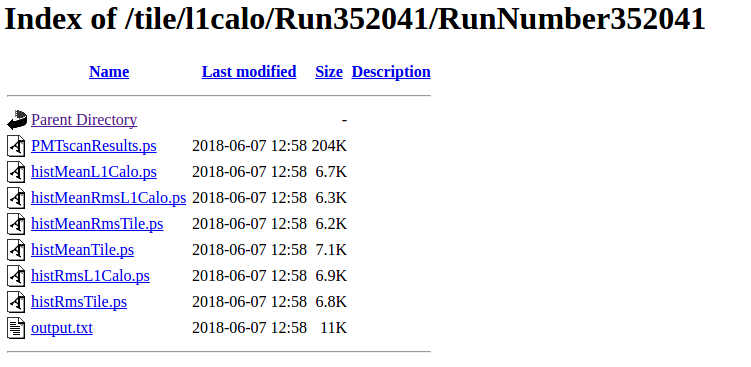 Index of /tile/l1calo/Run352041/RunNumber352041
Name Last modified Size Description
Parent Directory -
PMTscanResults.ps 2018-06-07 12:58 204K
histMeanL1Calo.ps 2018-06-07 12:58 6.7K
histMeanRmsL1Calo.ps 2018-06-07 12:58 6.3K
histMeanRmsTile.ps 2018-06-07 12:58 6.2K
histMeanTile.ps 2018-06-07 12:58 7.1K
histRmsL1Calo.ps 2018-06-07 12:58 6.9K
histRmsTile.ps 2018-06-07 12:58 6.8K
output.txt 2018-06-07 12:58 11K